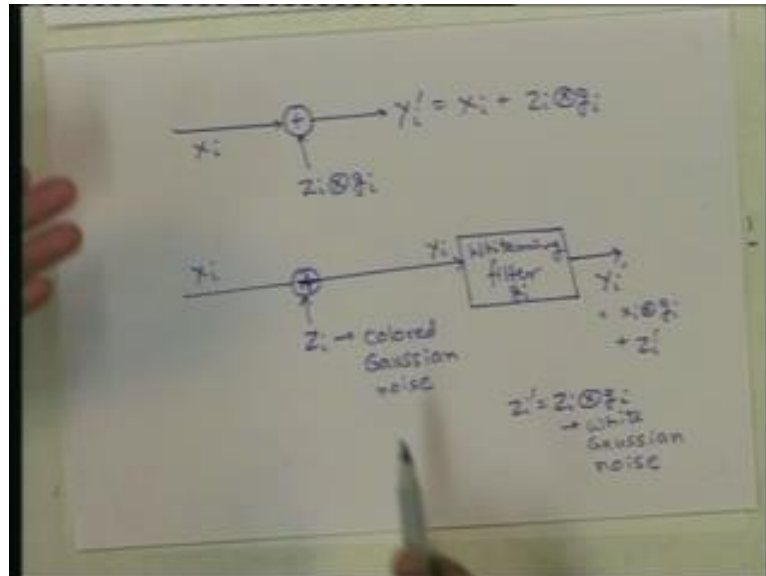 Yi' = Xi + Zi⊗gi
Xi
Zi⊗gi
Xi
Yi
Whitening
filter
gi
Yi'
= xi⊗gi
+ Zi'
Zi → Colored
Gaussian
noise
Zi' = Zi⊗gi
→ White
Gaussian
noise